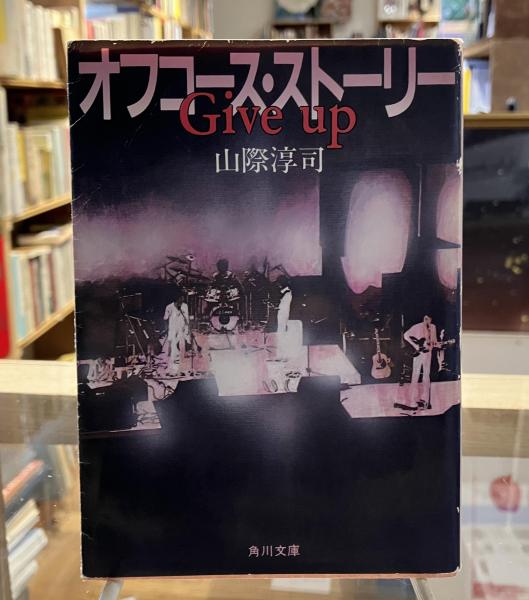 オフコース・ストーリー
Give up
山際淳司
角川文庫